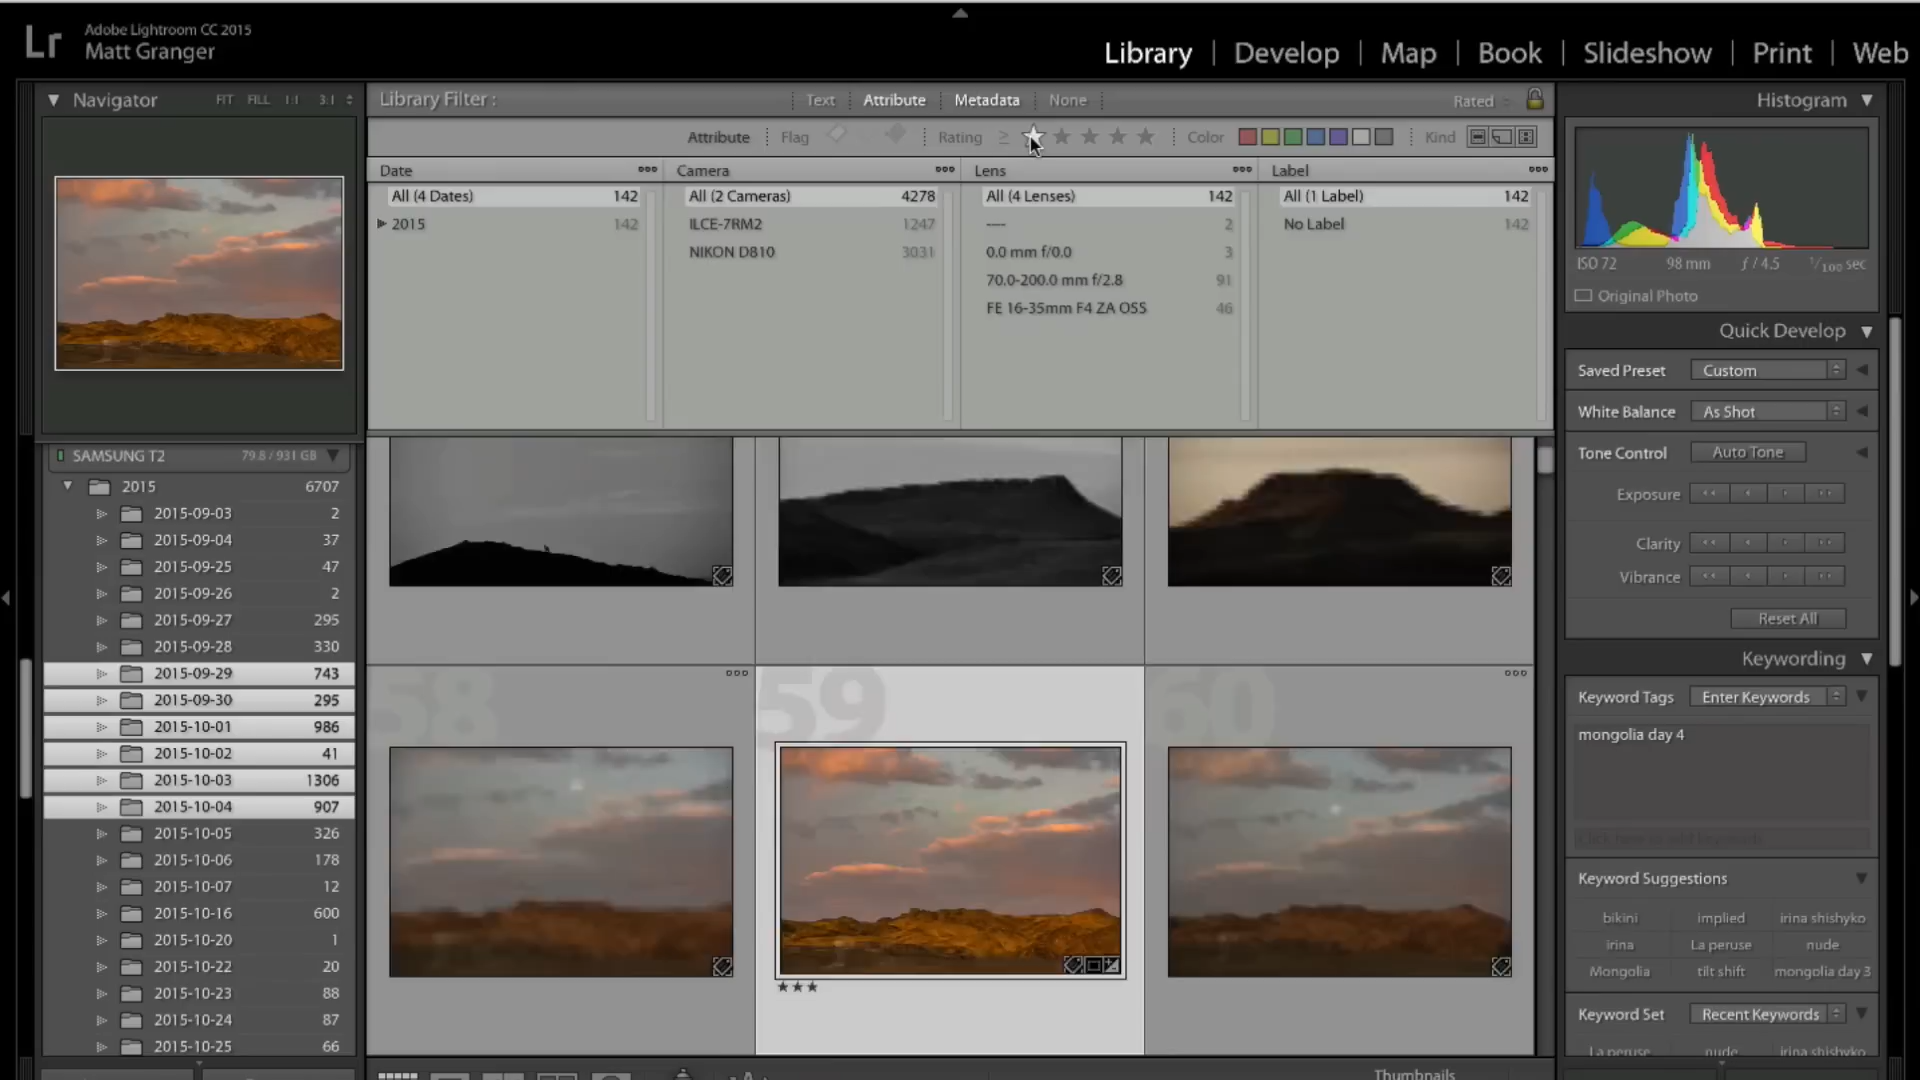 Lr
Adobe Lightroom CC 2015
Matt Granger
Library | Develop | Map | Book | Slideshow | Print | Web
Navigator FIT FILL 1:1 3:1
Library Filter : Text Attribute Metadata None Rated
Histogram
Attribute Flag Rating ≥ Color Kind
Date Camera Lens Label
All (4 Dates) 142 All (2 Cameras) 4278 All (4 Lenses) 142 All (1 Label) 142
2015 142 ILCE-7RM2 1247 ---- 2 No Label 142
NIKON D810 3031 0.0 mm f/0.0 3
70.0-200.0 mm f/2.8 91
FE 16-35mm F4 ZA OSS 46
ISO 72 98 mm ƒ / 4.5 1/100 sec
Original Photo
Quick Develop
Saved Preset Custom
White Balance As Shot
Tone Control Auto Tone
Exposure
Clarity
Vibrance
Reset All
SAMSUNG T2 79.8 / 931 GB
2015 6707
2015-09-03 2
2015-09-04 37
2015-09-25 47
2015-09-26 2
2015-09-27 295
2015-09-28 330
2015-09-29 743
2015-09-30 295
2015-10-01 986
2015-10-02 41
2015-10-03 1306
2015-10-04 907
2015-10-05 326
2015-10-06 178
2015-10-07 12
2015-10-16 600
2015-10-20 1
2015-10-22 20
2015-10-23 88
2015-10-24 87
2015-10-25 66
58 59 60
Keywording
Keyword Tags Enter Keywords
mongolia day 4
Keyword Suggestions
bikini implied irina shishyko
irina La peruse nude
Mongolia tilt shift mongolia day 3
Keyword Set Recent Keywords
La peruse nude irina shishyko
Thumbnails